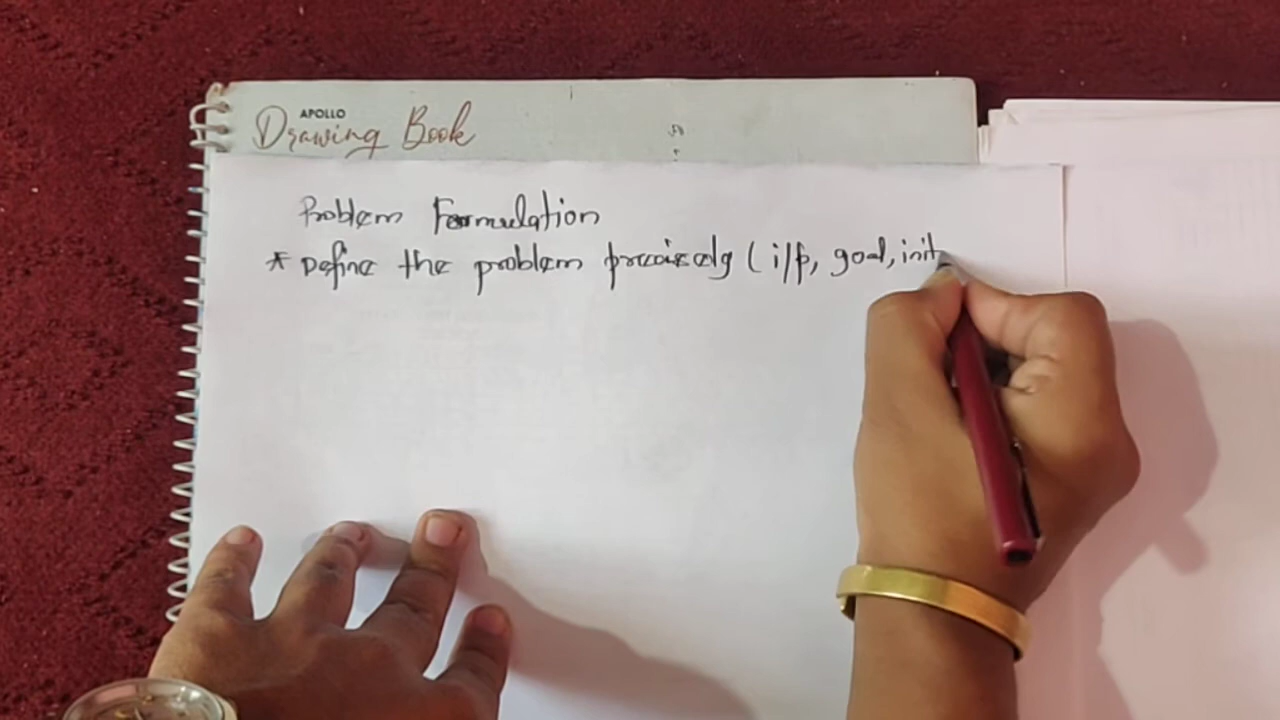 APOLLO
Drawing Book
Problem Formulation
* Define the problem precisely ( i/p, goal, init